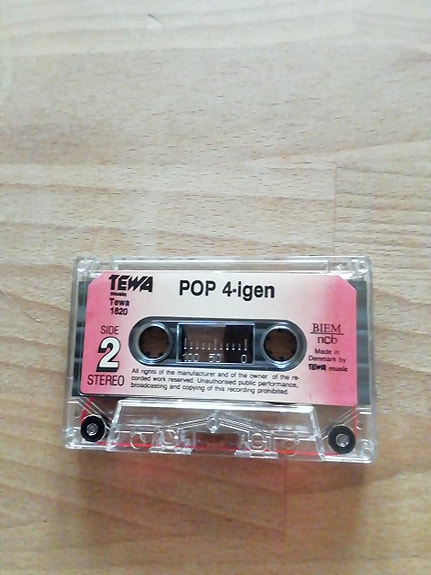 TEWA
music
Tewa
1820
POP 4-igen
SIDE
2
STEREO
100 50 0
BIEM
ncb
Made in
Denmark by
TEWA music
All rights of the manufacturer and of the owner of the re-
corded work reserved. Unauthorised public performance,
broadcasting and copying of this recording prohibited.